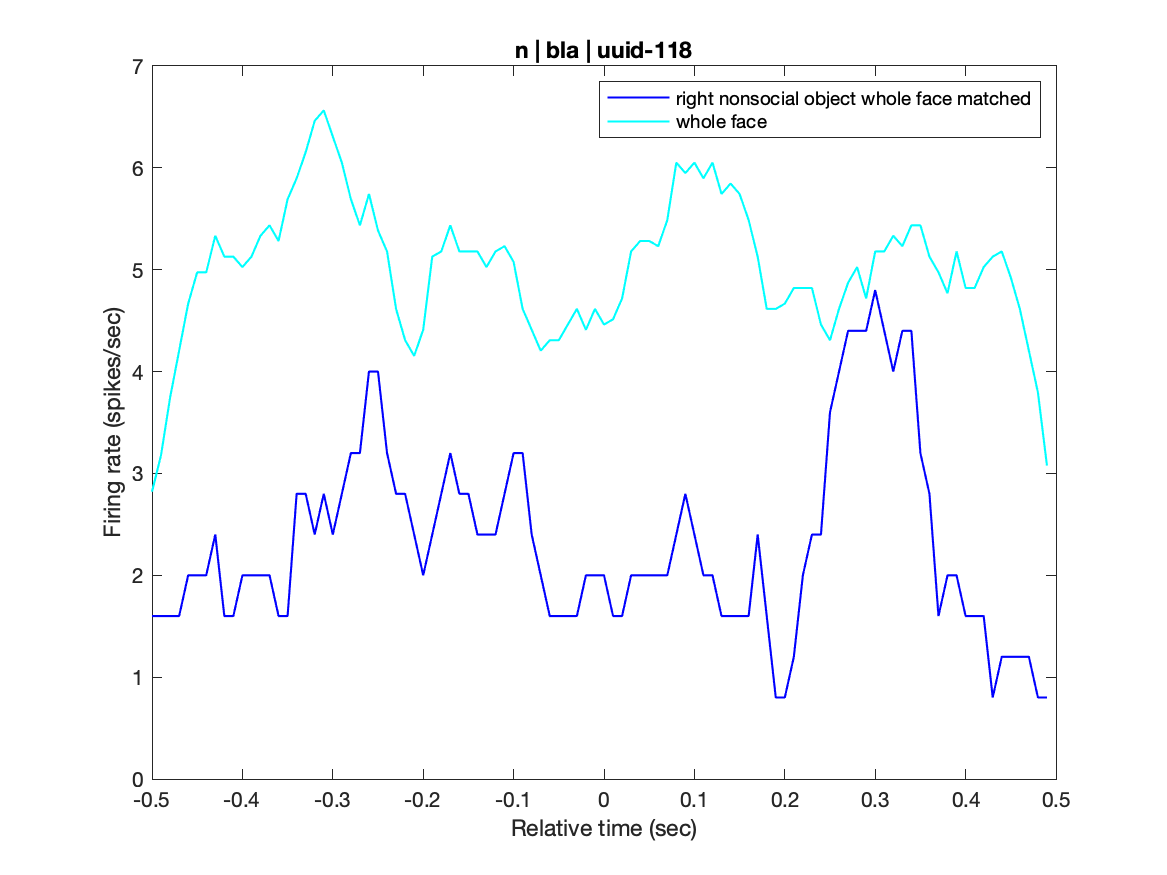 n | bla | uuid-118
right nonsocial object whole face matched
whole face
Firing rate (spikes/sec)
7
6
5
4
3
2
1
0
-0.5 -0.4 -0.3 -0.2 -0.1 0 0.1 0.2 0.3 0.4 0.5
Relative time (sec)